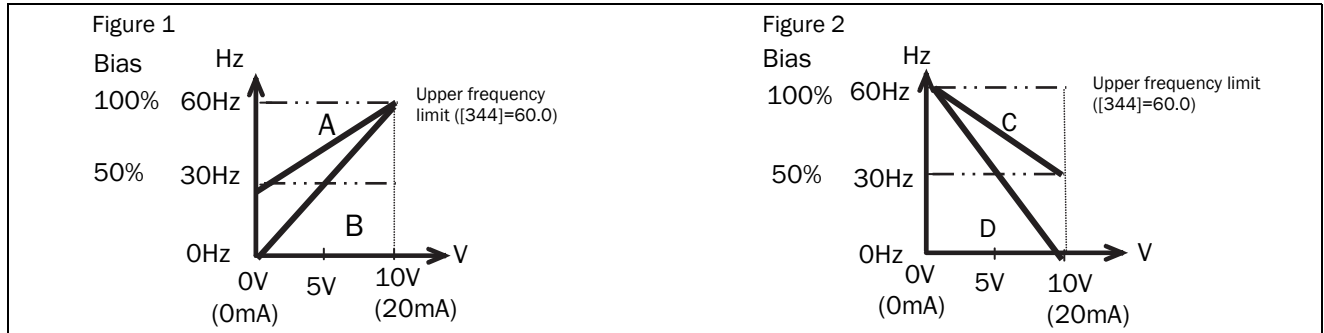 Figure 1
Bias
Hz
100%
60Hz
A
Upper frequency
limit ([344]=60.0)
50%
30Hz
B
0Hz
V
0V
5V
10V
(0mA)
(20mA)
Figure 2
Bias
Hz
100%
60Hz
C
Upper frequency limit
([344]=60.0)
50%
30Hz
D
0Hz
V
0V
5V
10V
(0mA)
(20mA)